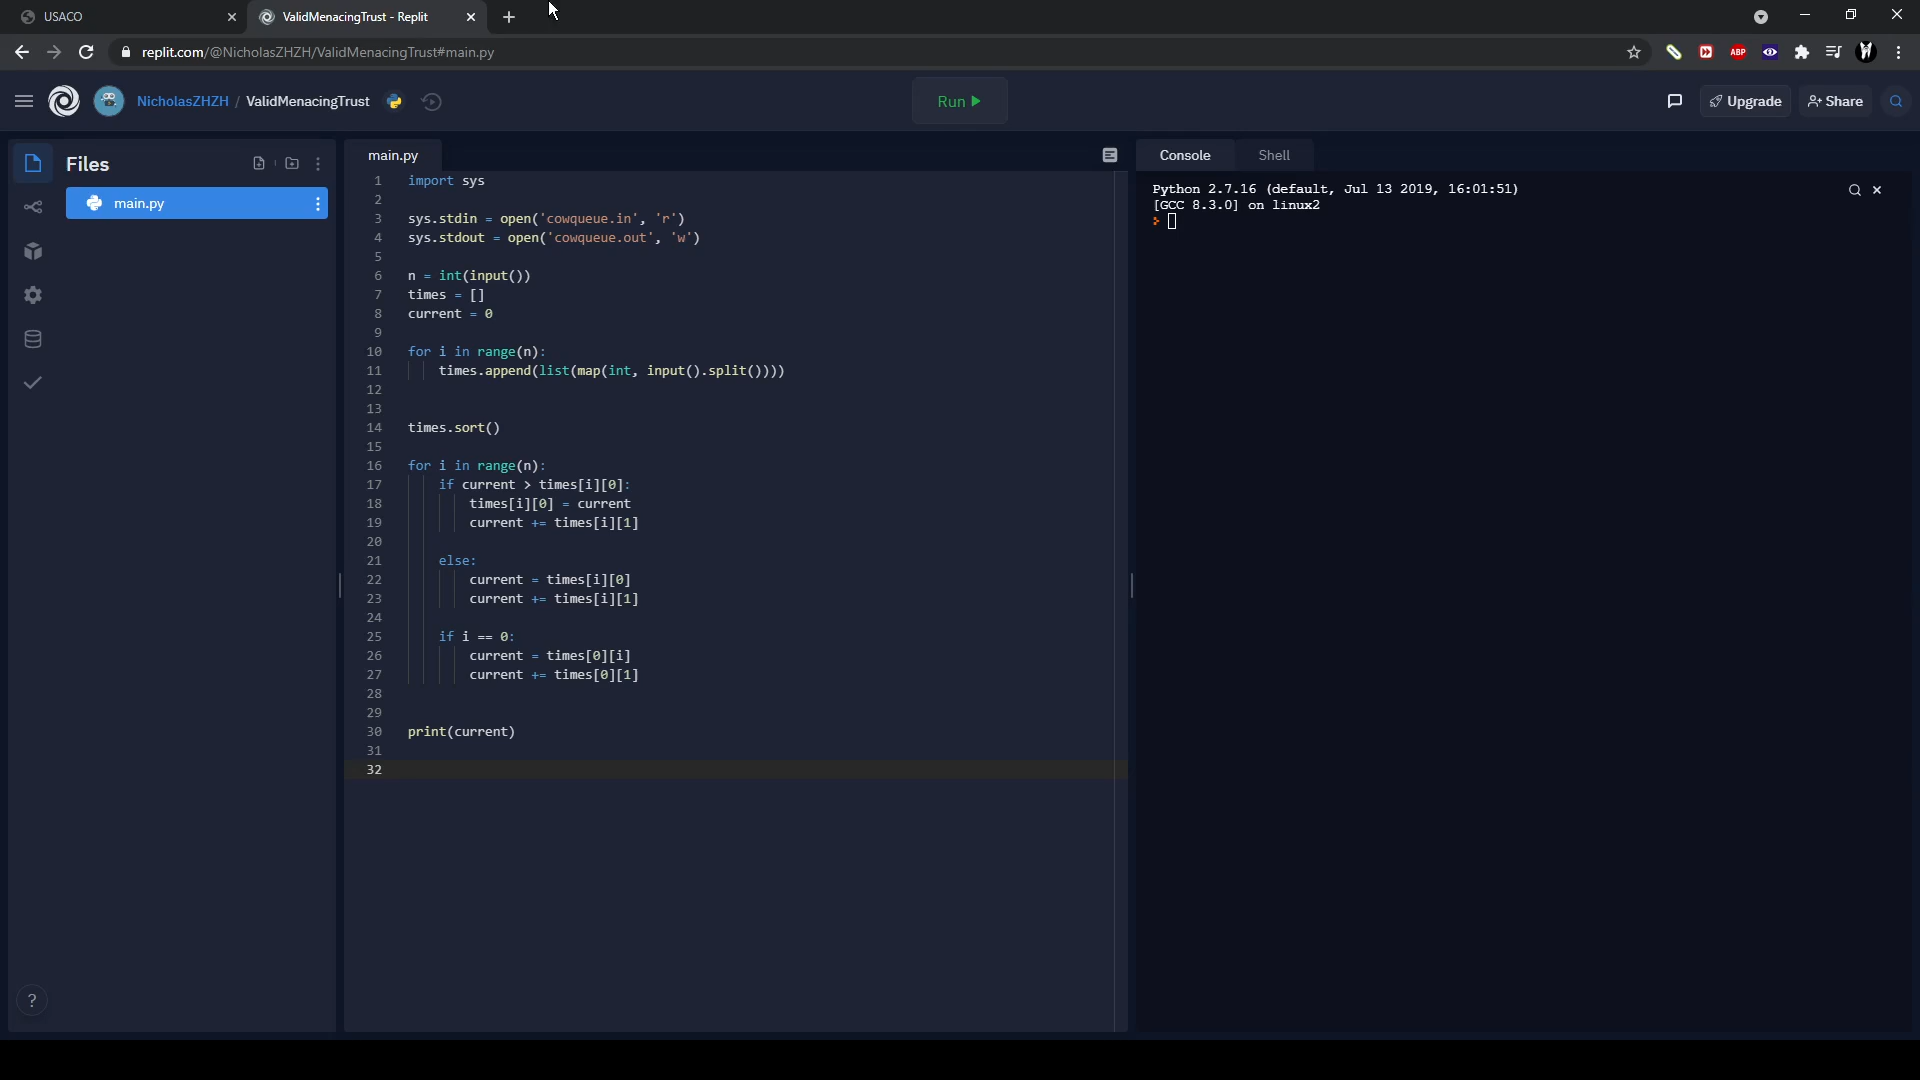 USACO
ValidMenacingTrust - Replit
replit.com/@NicholasZHZH/ValidMenacingTrust#main.py
ABP
NicholasZHZH / ValidMenacingTrust
Run
Upgrade
Share
Files
main.py
main.py
1 import sys
2
3 sys.stdin = open('cowqueue.in', 'r')
4 sys.stdout = open('cowqueue.out', 'w')
5
6 n = int(input())
7 times = []
8 current = 0
9
10 for i in range(n):
11 times.append(list(map(int, input().split())))
12
13
14 times.sort()
15
16 for i in range(n):
17 if current > times[i][0]:
18 times[i][0] = current
19 current += times[i][1]
20
21 else:
22 current = times[i][0]
23 current += times[i][1]
24
25 if i == 0:
26 current = times[0][i]
27 current += times[0][1]
28
29
30 print(current)
31
32
Console
Shell
Python 2.7.16 (default, Jul 13 2019, 16:01:51)
[GCC 8.3.0] on linux2
?